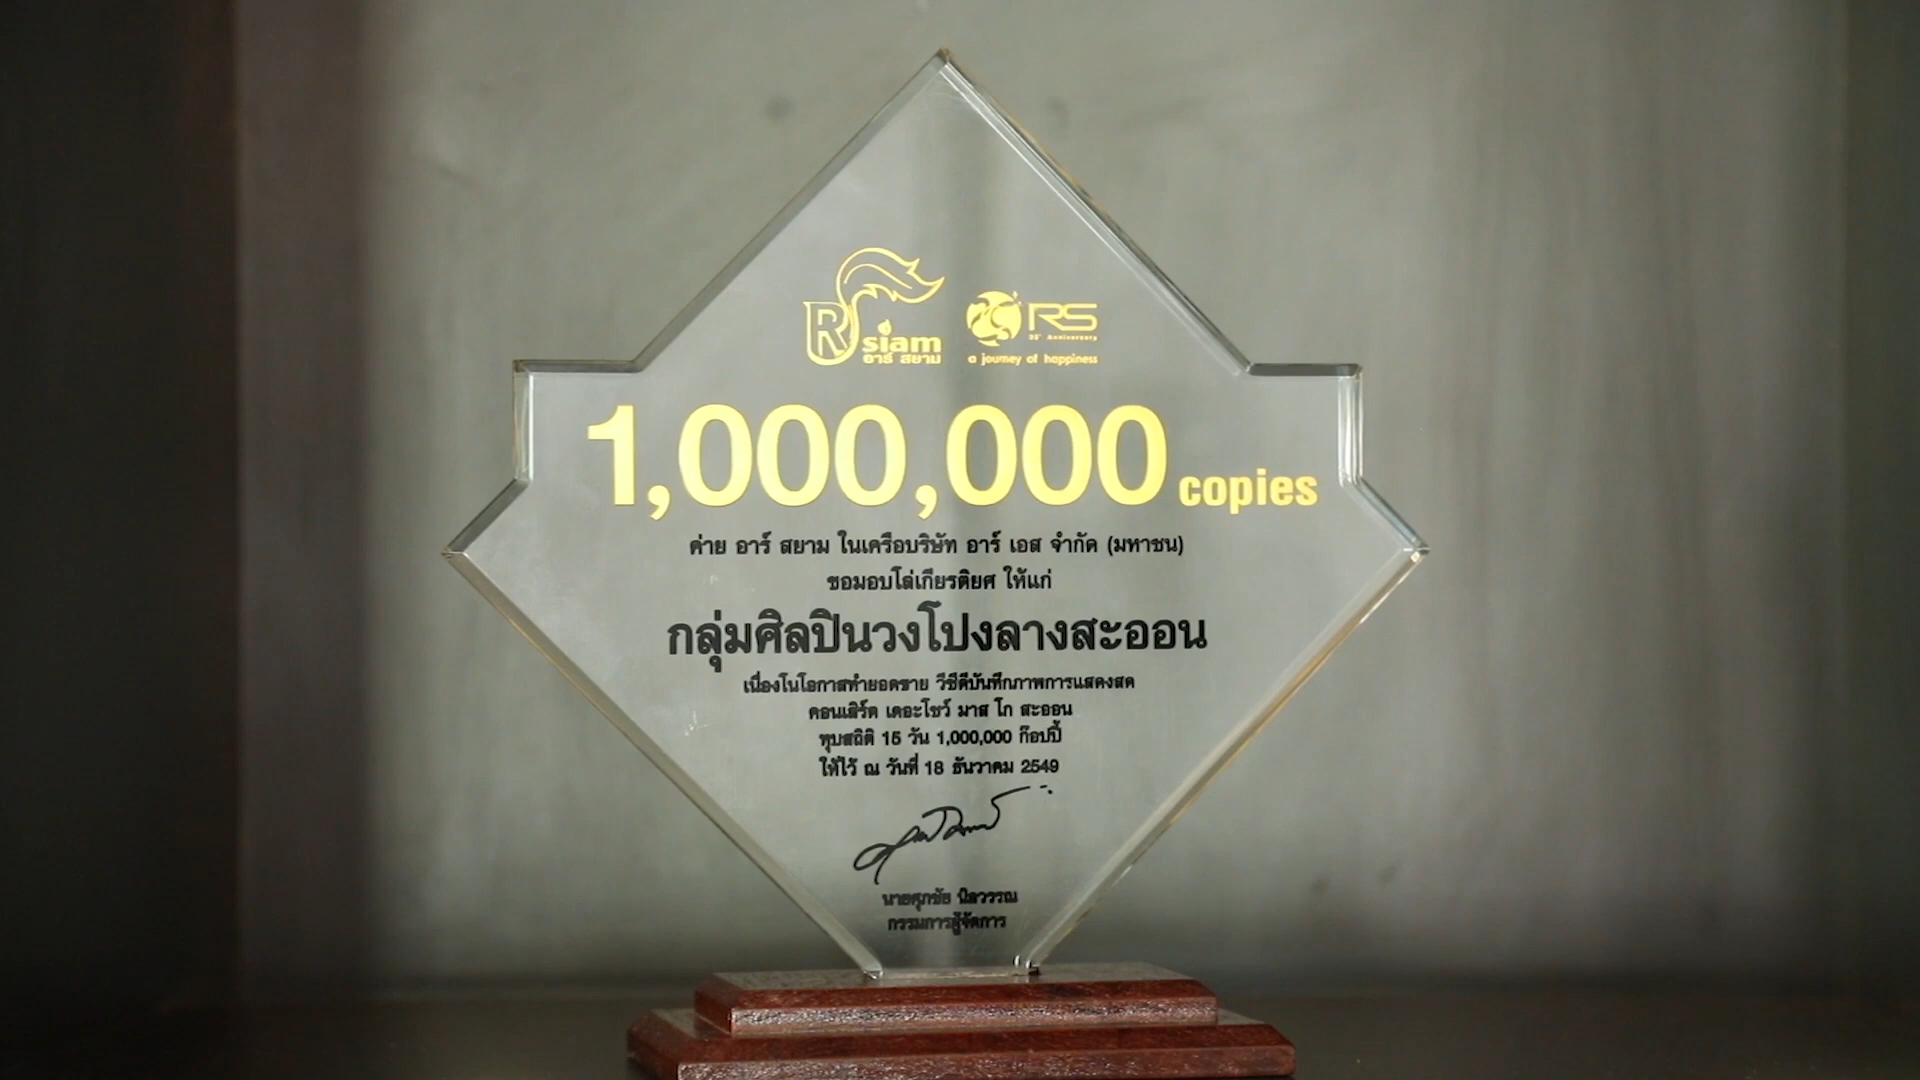 Rsiam
อาร์ สยาม
RS
25th Anniversary
a journey of happiness
1,000,000 copies
ค่าย อาร์ สยาม ในเครือบริษัท อาร์ เอส จำกัด (มหาชน)
ขอมอบโล่เกียรติยศ ให้แก่
กลุ่มศิลปินวงโปงลางสะออน
เนื่องในโอกาสทำยอดขาย วีซีดีบันทึกภาพการแสดงสด
คอนเสิร์ต เดอะโชว์ มาส โก สะออน
ทุบสถิติ 15 วัน 1,000,000 ก๊อปปี้
ให้ไว้ ณ วันที่ 18 ธันวาคม 2549
นายศุภชัย นิลวรรณ
กรรมการผู้จัดการ